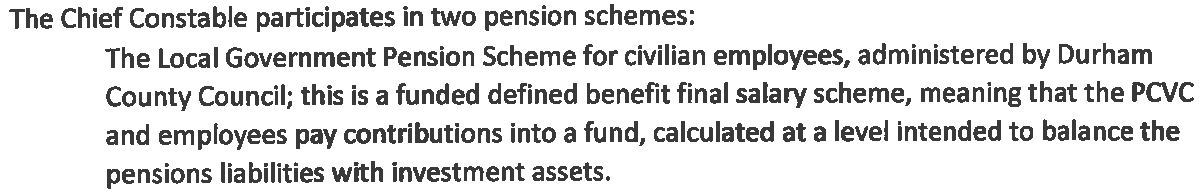 The Chief Constable participates in two pension schemes:
The Local Government Pension Scheme for civilian employees, administered by Durham
County Council; this is a funded defined benefit final salary scheme, meaning that the PCVC
and employees pay contributions into a fund, calculated at a level intended to balance the
pensions liabilities with investment assets.